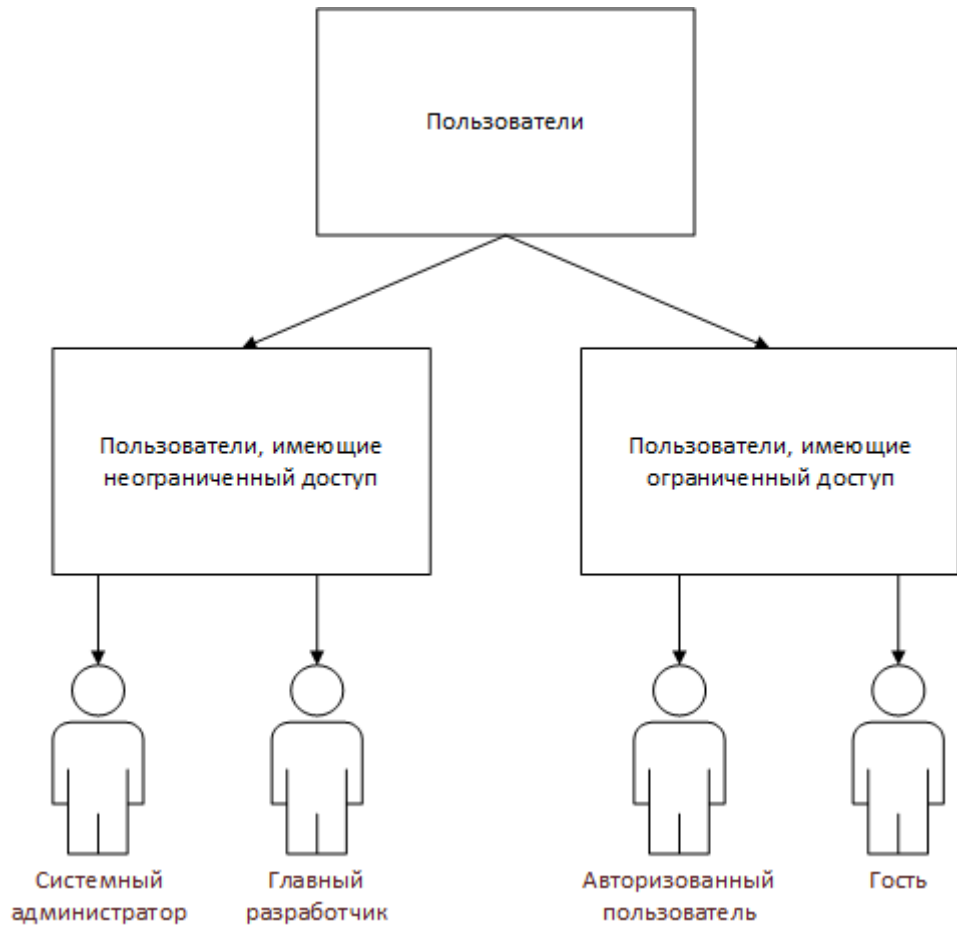 Пользователи
Пользователи, имеющие
неограниченный доступ
Пользователи, имеющие
ограниченный доступ
Системный
администратор
Главный
разработчик
Авторизованный
пользователь
Гость